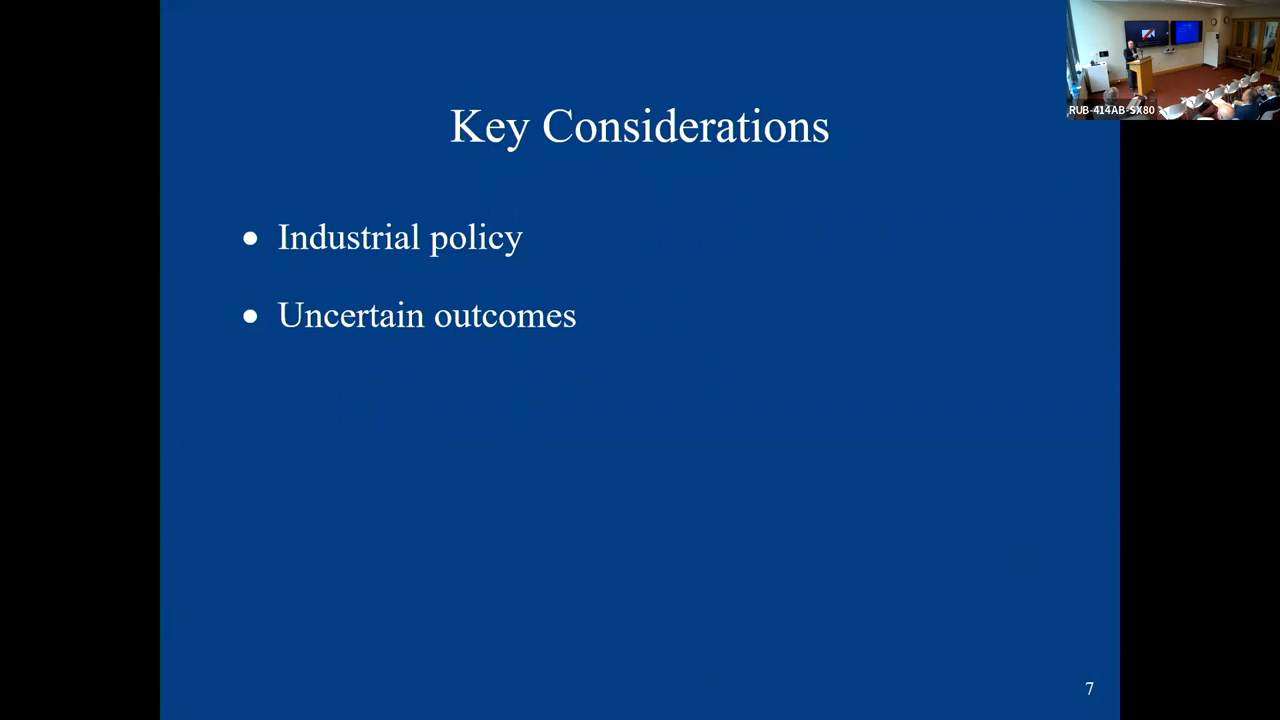 RUB-414AB-SX80
Key Considerations
• Industrial policy
• Uncertain outcomes
7